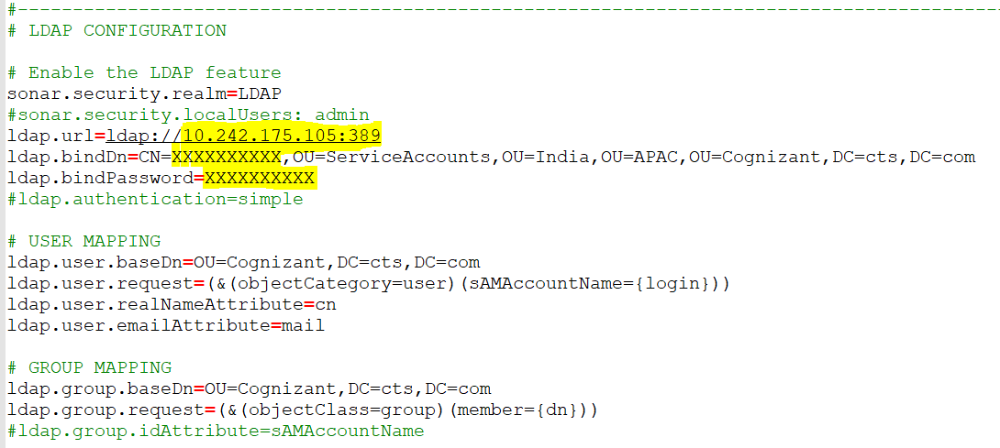 #------------------------------------------------------------------------------------------
# LDAP CONFIGURATION
# Enable the LDAP feature
sonar.security.realm=LDAP
#sonar.security.localUsers: admin
ldap.url=ldap://10.242.175.105:389
ldap.bindDn=CN=XXXXXXXXXX,OU=ServiceAccounts,OU=India,OU=APAC,OU=Cognizant,DC=cts,DC=com
ldap.bindPassword=XXXXXXXXXX
#ldap.authentication=simple
# USER MAPPING
ldap.user.baseDn=OU=Cognizant,DC=cts,DC=com
ldap.user.request=(&(objectCategory=user)(sAMAccountName={login}))
ldap.user.realNameAttribute=cn
ldap.user.emailAttribute=mail
# GROUP MAPPING
ldap.group.baseDn=OU=Cognizant,DC=cts,DC=com
ldap.group.request=(&(objectClass=group)(member={dn}))
#ldap.group.idAttribute=sAMAccountName